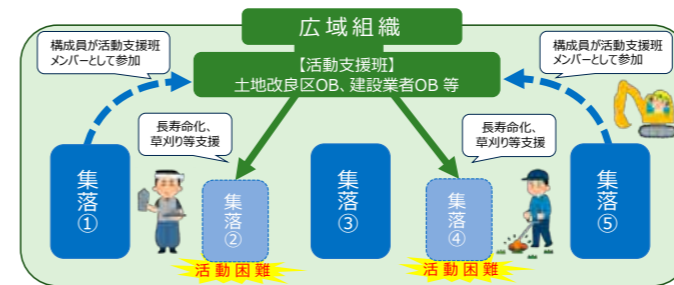 広域組織
【活動支援班】
土地改良区OB、建設業者OB 等
構成員が活動支援班
メンバーとして参加
構成員が活動支援班
メンバーとして参加
長寿命化、
草刈り等支援
長寿命化、
草刈り等支援
集落①
集落②
集落③
集落④
集落⑤
活動困難
活動困難